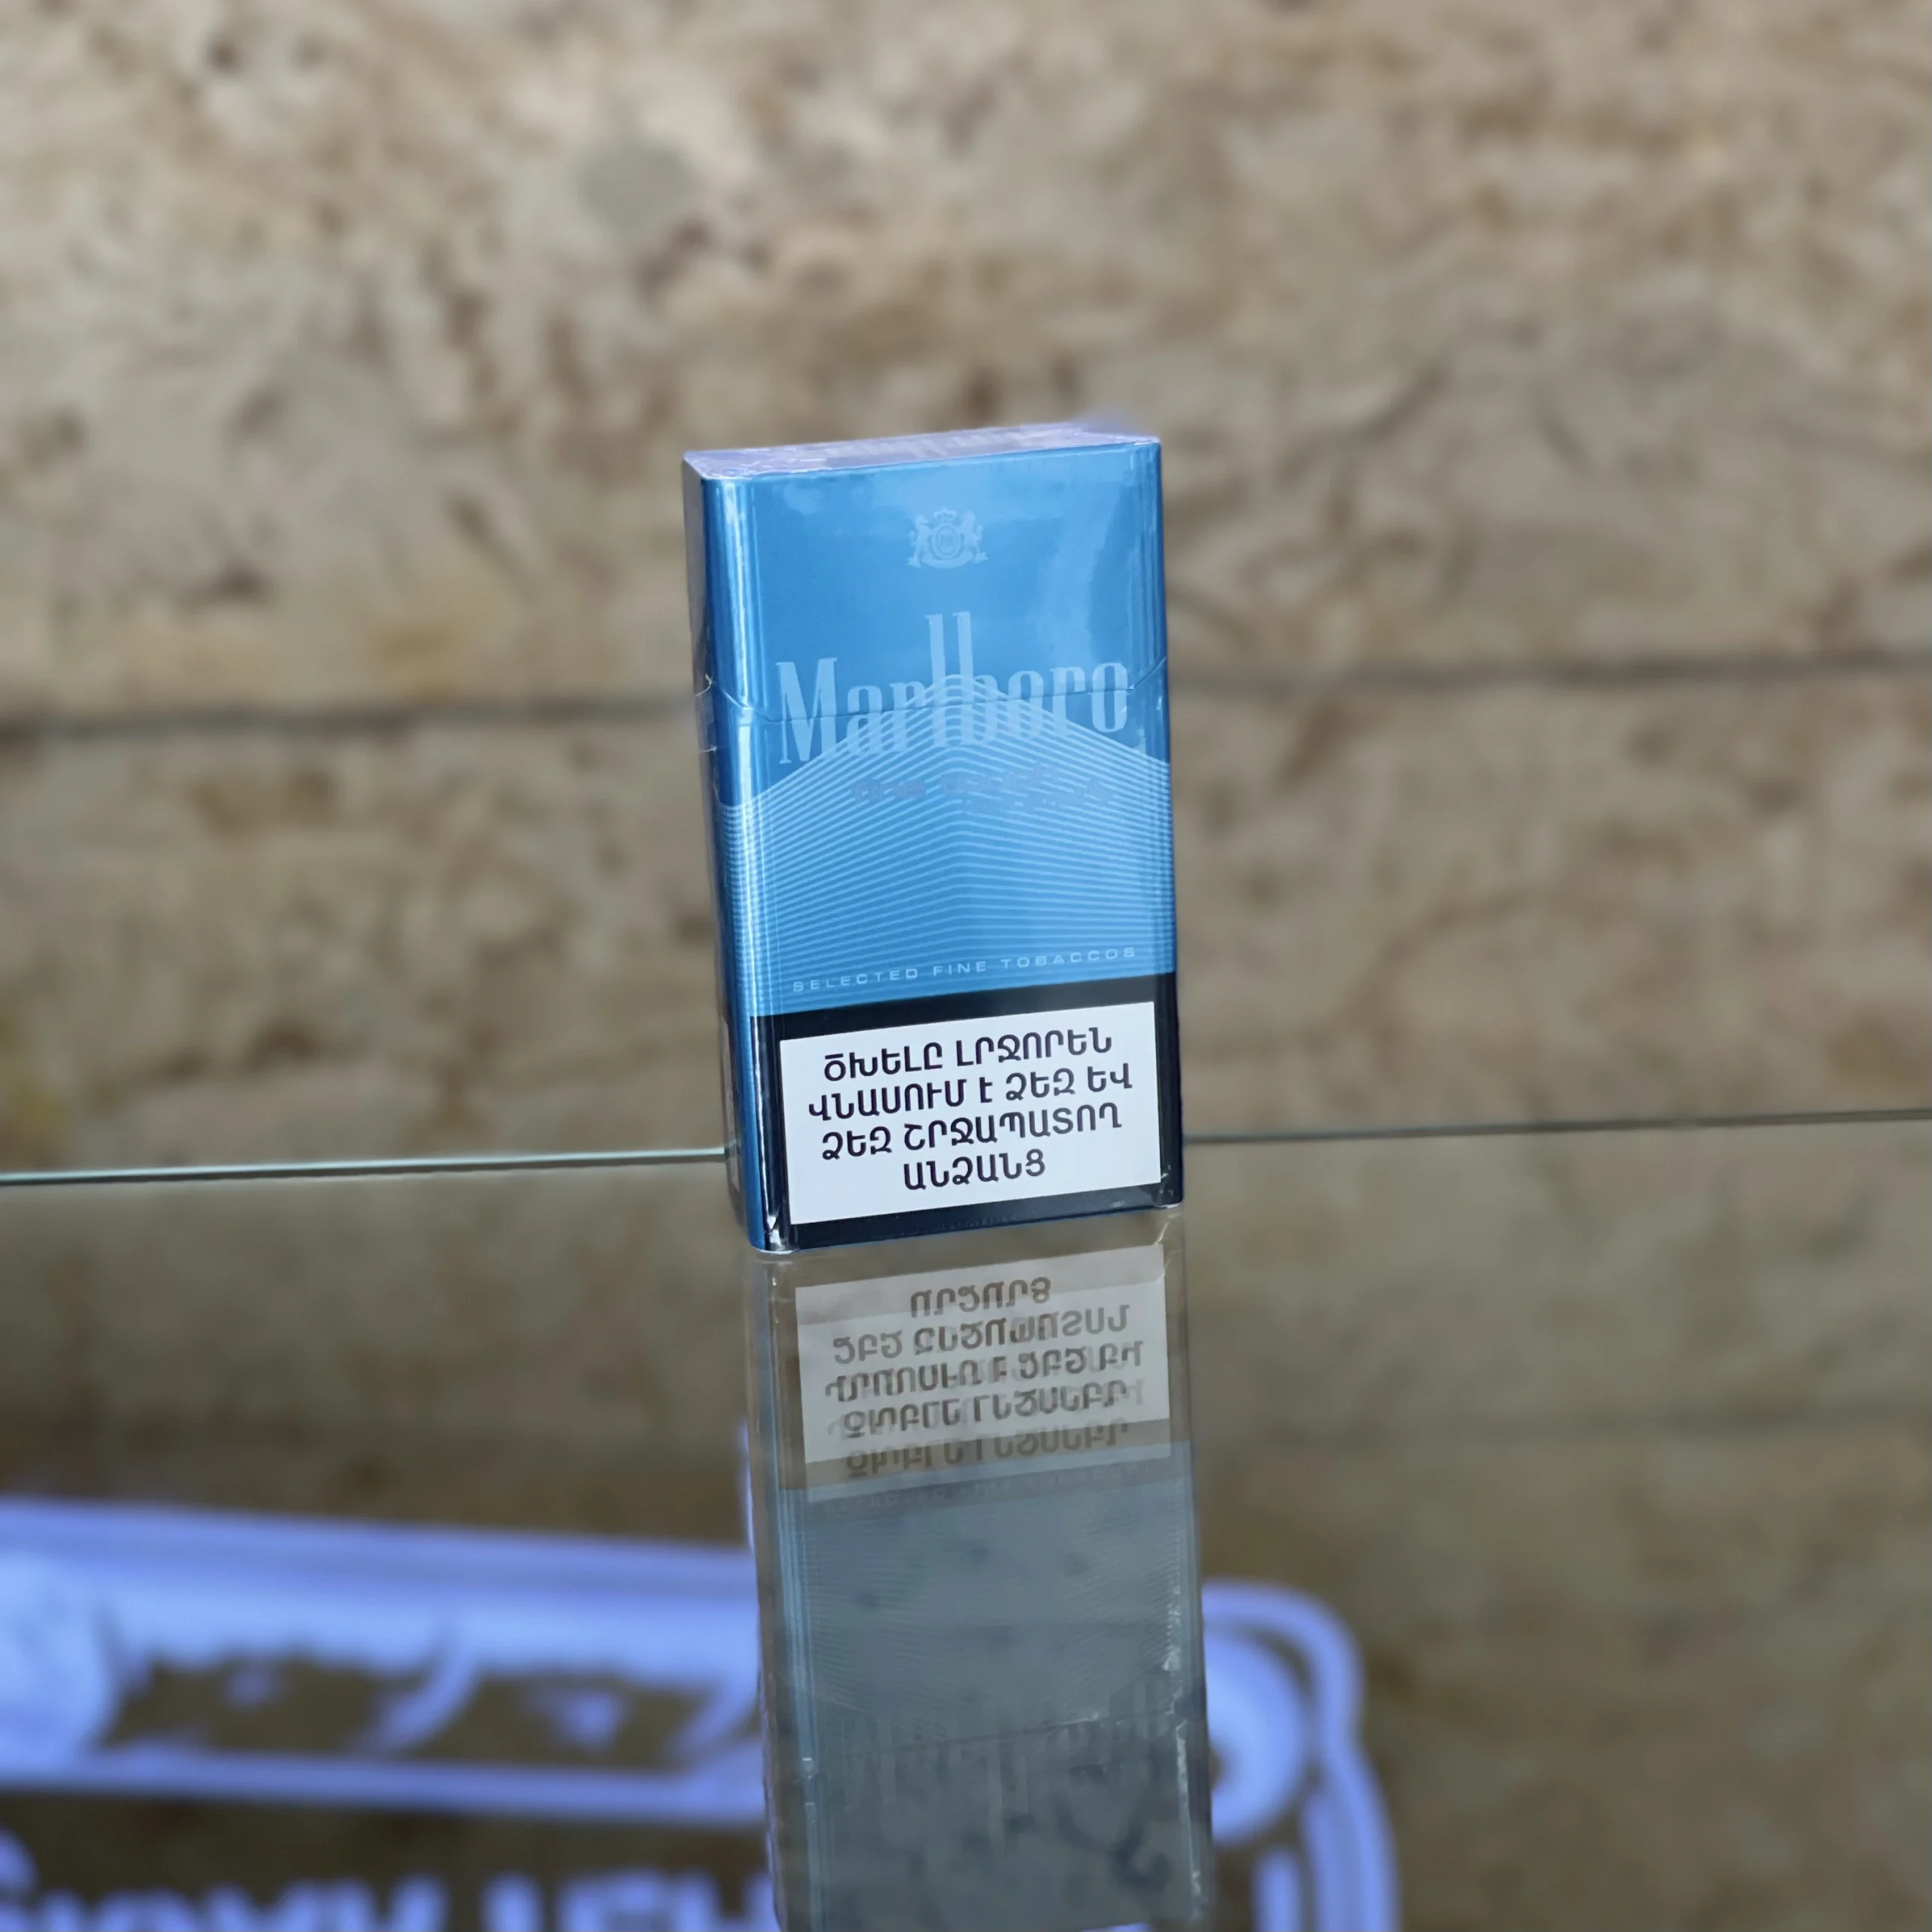 Marlboro
SELECTED FINE TOBACCOS
ԾԽԵԼԸ ԼՐՋՈՐԵՆ
ՎՆԱՍՈՒՄ է ՁԵԶ ԵՎ
ՁԵԶ ՇՐՋԱՊԱՏՈՂ
ԱՆՁԱՆՑ